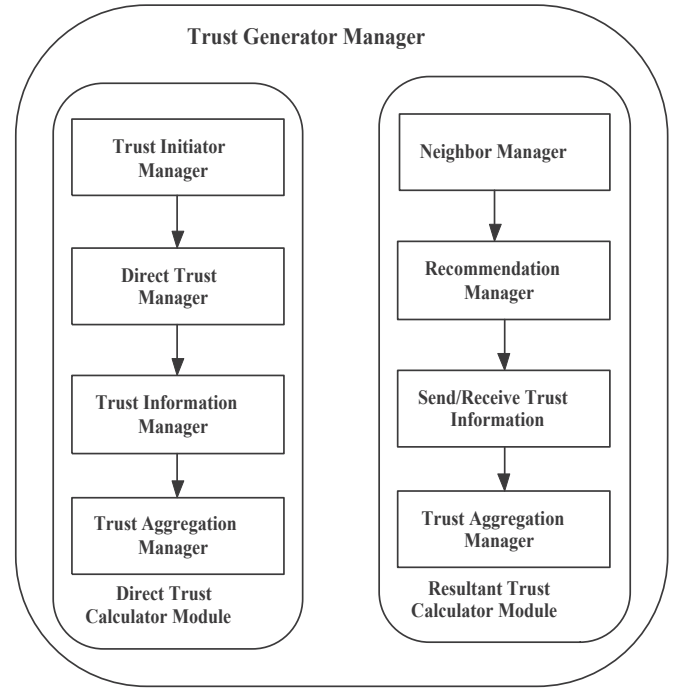 Trust Generator Manager
Trust Initiator
Manager
Direct Trust
Manager
Trust Information
Manager
Trust Aggregation
Manager
Direct Trust
Calculator Module
Neighbor Manager
Recommendation
Manager
Send/Receive Trust
Information
Trust Aggregation
Manager
Resultant Trust
Calculator Module